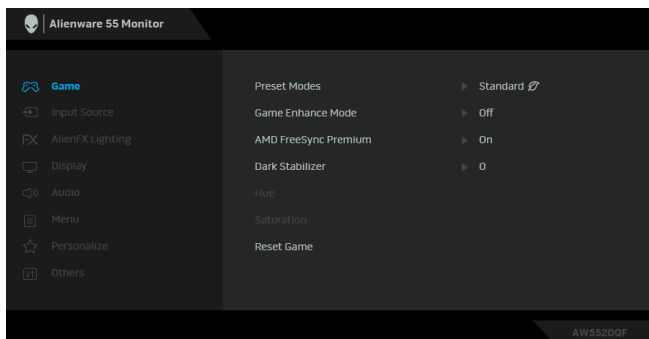 Alienware 55 Monitor
Game Preset Modes Standard
Input Source Game Enhance Mode Off
AlienFX Lighting AMD FreeSync Premium On
Display Dark Stabilizer 0
Audio Hue
Menu Saturation
Personalize Reset Game
Others
AW5520QF